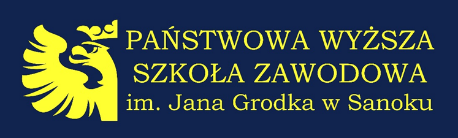 PAŃSTWOWA WYŻSZA
SZKOŁA ZAWODOWA
im. Jana Grodka w Sanoku